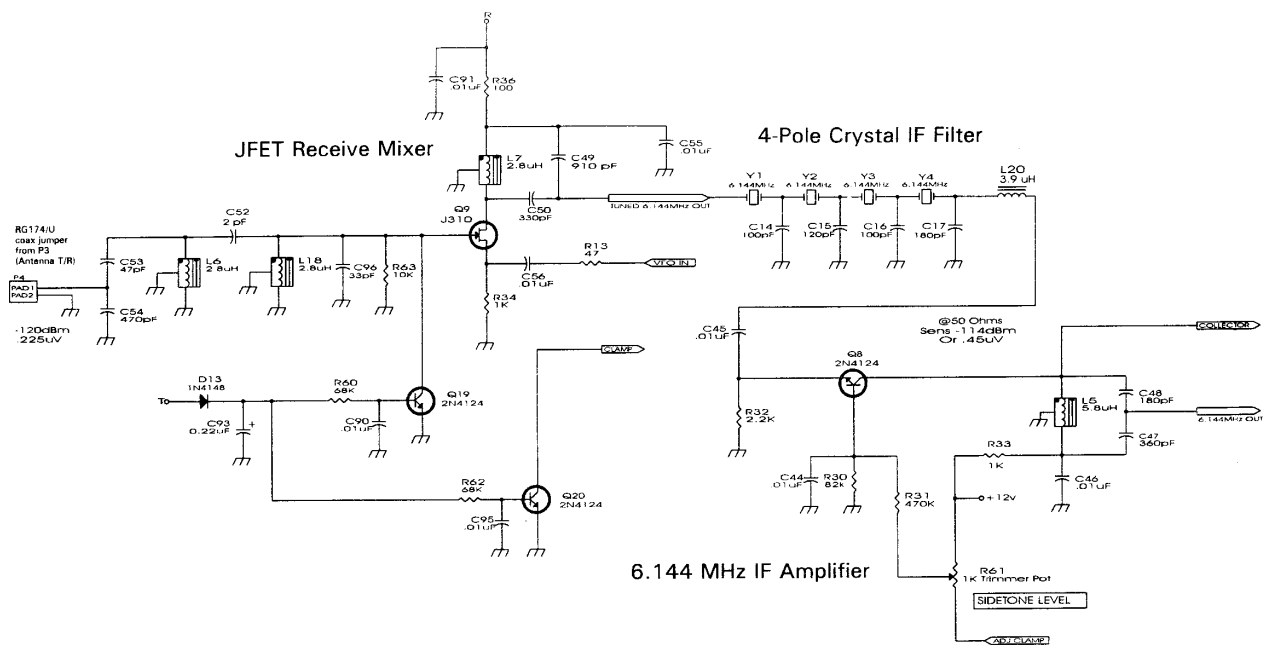 R
C91
.01uF
R36
100
JFET Receive Mixer
4-Pole Crystal IF Filter
L7
2.8uH
C49
910 pF
C55
.01uF
C50
330pF
TUNED 6.144MHz OUT
Y1
6.144MHz
Y2
6.144MHz
Y3
6.144MHz
Y4
6.144MHz
L20
3.9 uH
C14
100pF
C15
120pF
C16
100pF
C17
180pF
Q9
J310
C52
2 pF
RG174/U
coax jumper
from P3
(Antenna T/R)
P4
PAD1
PAD2
C53
47pF
C54
470pF
-120dBm
.225uV
L6
2.8uH
L18
2.8uH
C96
33pF
R63
10K
C56
.01uF
R13
47
VFO IN
R34
1K
CLAMP
D13
1N4148
To
C93
0.22uF
+
R60
68K
C90
.01uF
Q19
2N4124
R62
68K
C95
.01uF
Q20
2N4124
C45
.01uF
@50 Ohms
Sens -114dBm
Or .45uV
Q8
2N4124
COLLECTOR
R32
2.2K
L5
5.8uH
C48
180pF
6.144MHz OUT
C47
360pF
R33
1K
C46
.01uF
C44
.01uF
R30
82k
R31
470K
+12v
6.144 MHz IF Amplifier
R61
1K Trimmer Pot
SIDETONE LEVEL
ADJ CLAMP